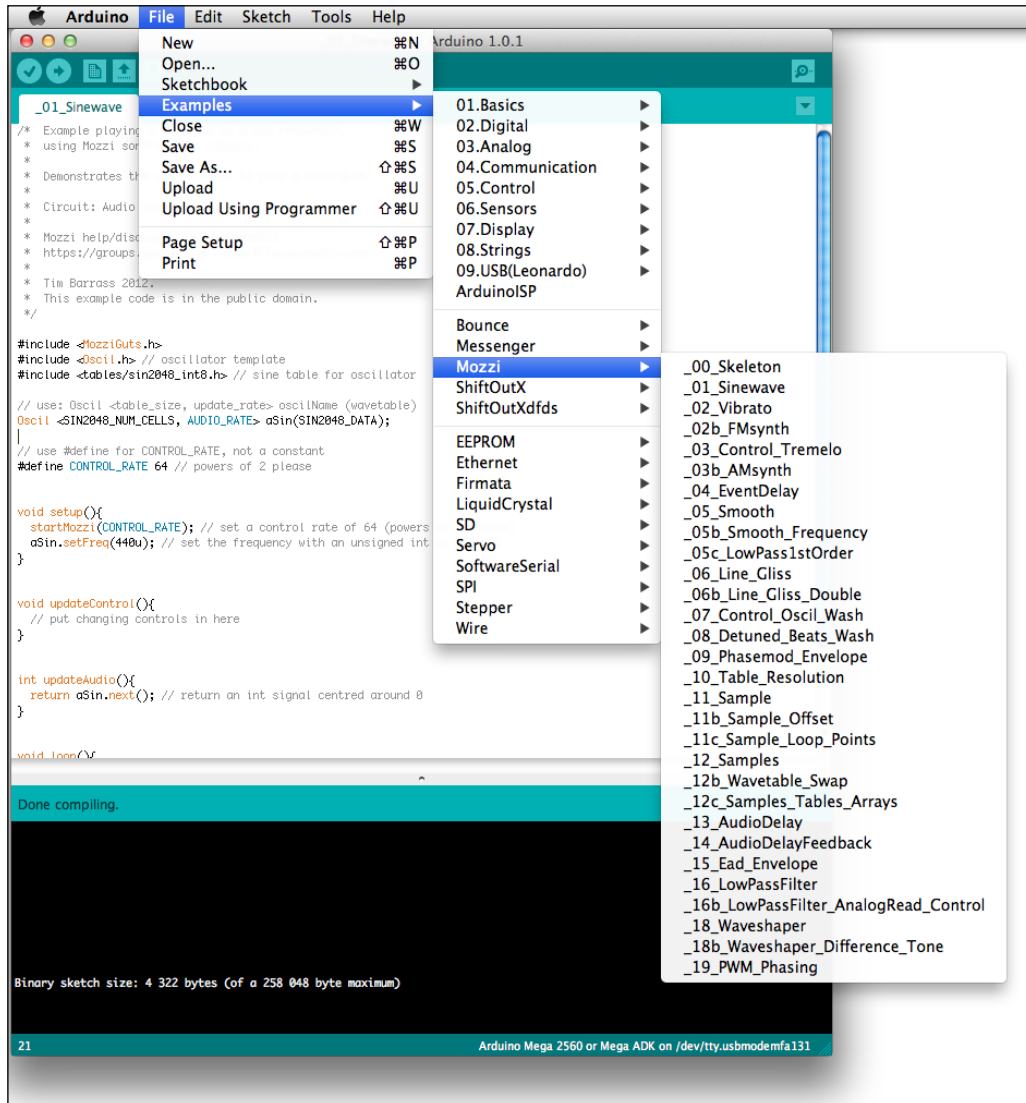 Arduino File Edit Sketch Tools Help
Arduino 1.0.1
New ⌘N
Open... ⌘O
Sketchbook
Examples
Close ⌘W
Save ⌘S
Save As... ⇧⌘S
Upload ⌘U
Upload Using Programmer ⇧⌘U
Page Setup ⇧⌘P
Print ⌘P
01.Basics
02.Digital
03.Analog
04.Communication
05.Control
06.Sensors
07.Display
08.Strings
09.USB(Leonardo)
ArduinoISP
Bounce
Messenger
Mozzi
ShiftOutX
ShiftOutXdfds
EEPROM
Ethernet
Firmata
LiquidCrystal
SD
Servo
SoftwareSerial
SPI
Stepper
Wire
_00_Skeleton
_01_Sinewave
_02_Vibrato
_02b_FMsynth
_03_Control_Tremelo
_03b_AMsynth
_04_EventDelay
_05_Smooth
_05b_Smooth_Frequency
_05c_LowPass1stOrder
_06_Line_Gliss
_06b_Line_Gliss_Double
_07_Control_Oscil_Wash
_08_Detuned_Beats_Wash
_09_Phasemod_Envelope
_10_Table_Resolution
_11_Sample
_11b_Sample_Offset
_11c_Sample_Loop_Points
_12_Samples
_12b_Wavetable_Swap
_12c_Samples_Tables_Arrays
_13_AudioDelay
_14_AudioDelayFeedback
_15_Ead_Envelope
_16_LowPassFilter
_16b_LowPassFilter_AnalogRead_Control
_18_Waveshaper
_18b_Waveshaper_Difference_Tone
_19_PWM_Phasing
_01_Sinewave
/* Example playing
* using Mozzi
*
* Demonstrates
*
* Circuit: Audio
*
* Mozzi
* https://groups.
*
* Tim Barrass 2012.
* This example code is in the public domain.
*/
#include <MozziGuts.h>
#include <Oscil.h> // oscillator template
#include <tables/sin2048_int8.h> // sine table for oscillator
// use: Oscil <table_size, update_rate> oscilName (wavetable)
Oscil <SIN2048_NUM_CELLS, AUDIO_RATE> aSin(SIN2048_DATA);
// use #define for CONTROL_RATE, not a constant
#define CONTROL_RATE 64 // powers of 2 please
void setup(){
startMozzi(CONTROL_RATE); // set a control rate of 64 (powers
aSin.setFreq(440u); // set the frequency with an unsigned int
}
void updateControl(){
// put changing controls in here
}
int updateAudio(){
return aSin.next(); // return an int signal centred around 0
}
void loop(){
Done compiling.
Binary sketch size: 4 322 bytes (of a 258 048 byte maximum)
21 Arduino Mega 2560 or Mega ADK on /dev/tty.usbmodemfa131